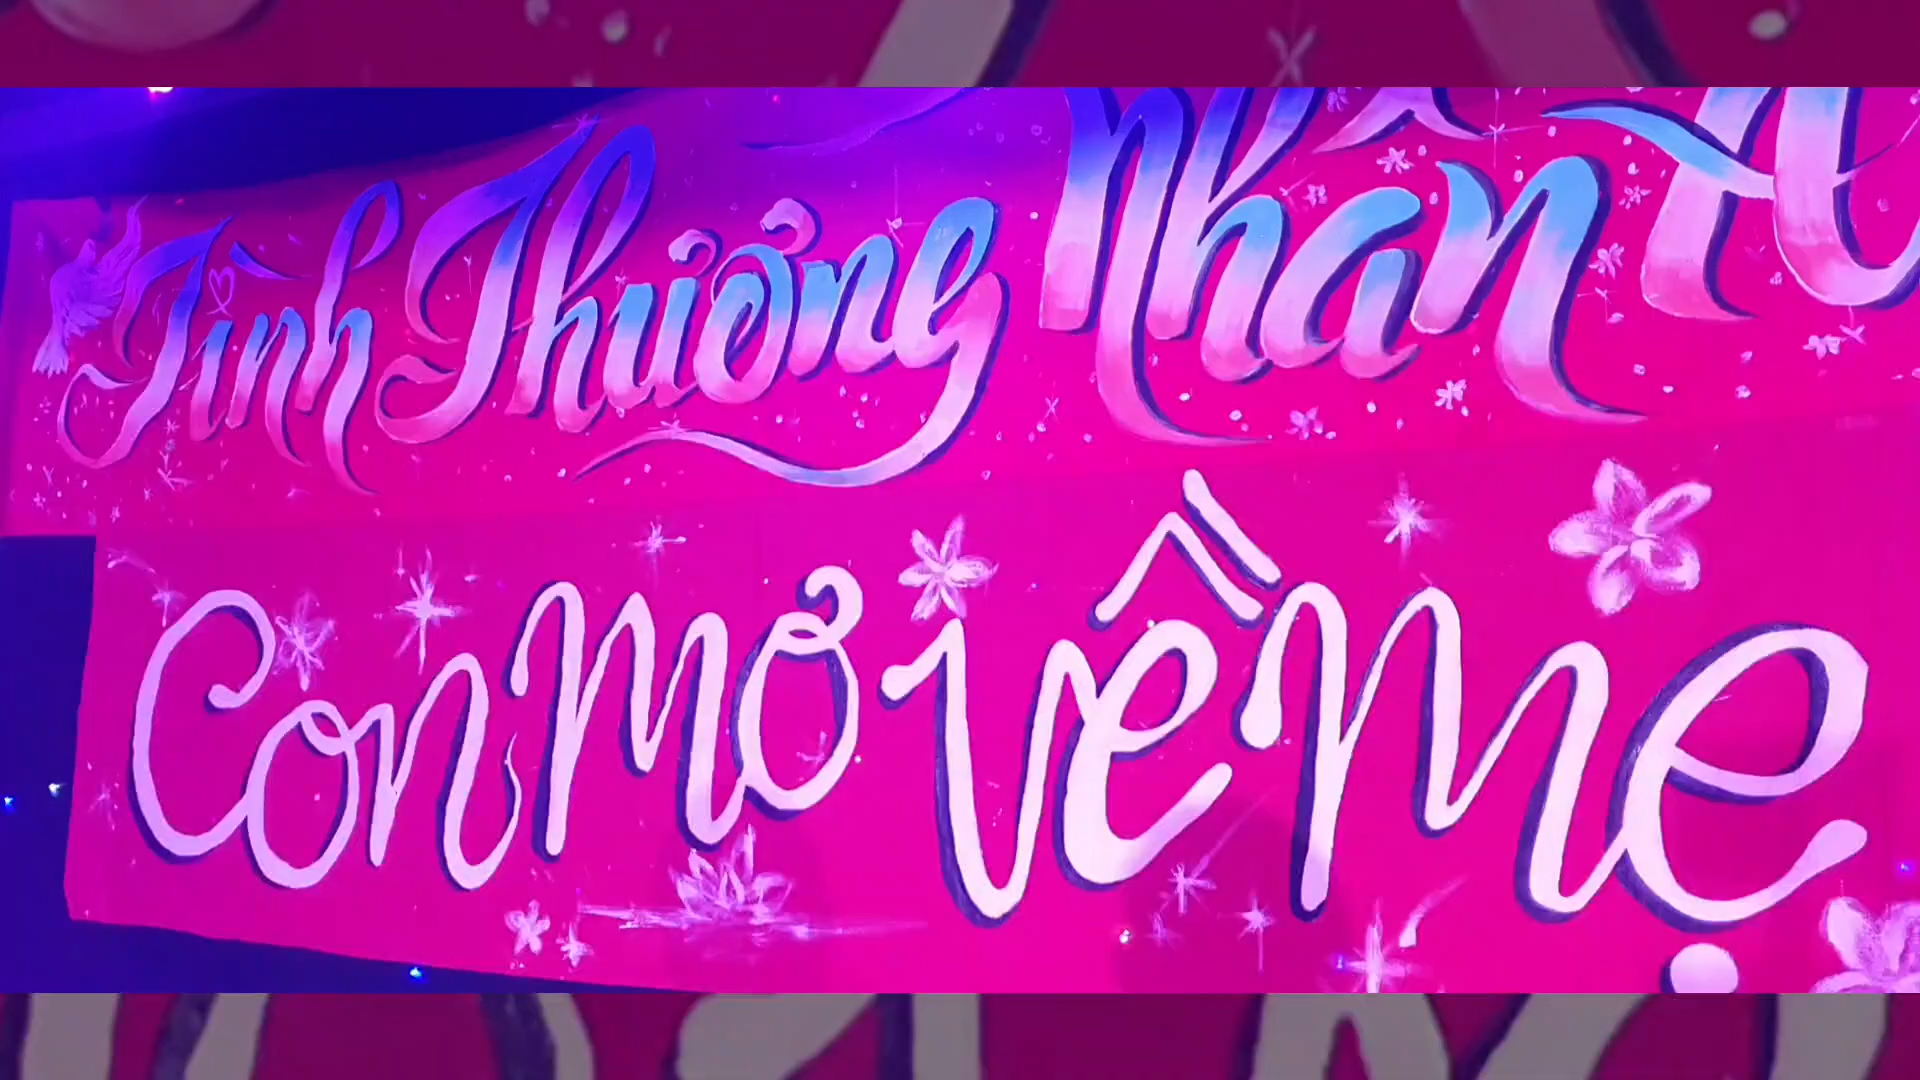 Tình Thương Nhân Á
Con mơ về mẹ